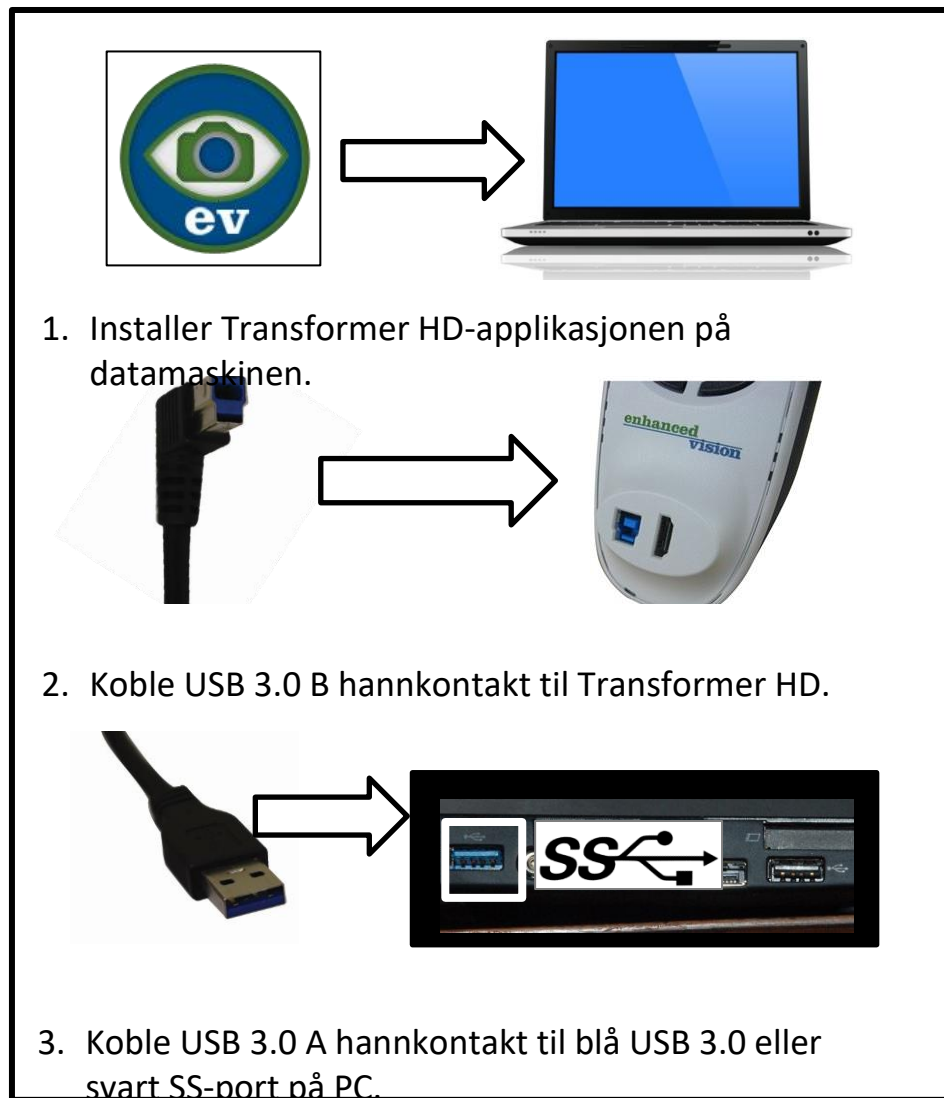 ev
1. Installer Transformer HD-applikasjonen på
datamaskinen.
enhanced
vision
2. Koble USB 3.0 B hannkontakt til Transformer HD.
SS
3. Koble USB 3.0 A hannkontakt til blå USB 3.0 eller
svart SS-port på PC.